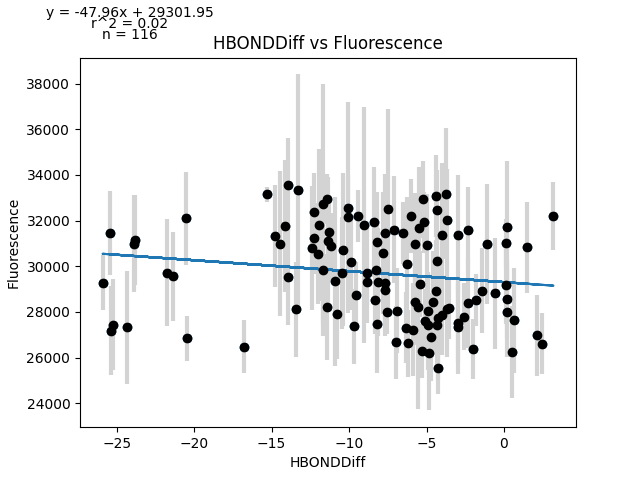 y = -47.96x + 29301.95
r^2 = 0.02
n = 116
HBONDDiff vs Fluorescence
38000
36000
34000
32000
30000
28000
26000
24000
Fluorescence
−25 −20 −15 −10 −5 0
HBONDDiff